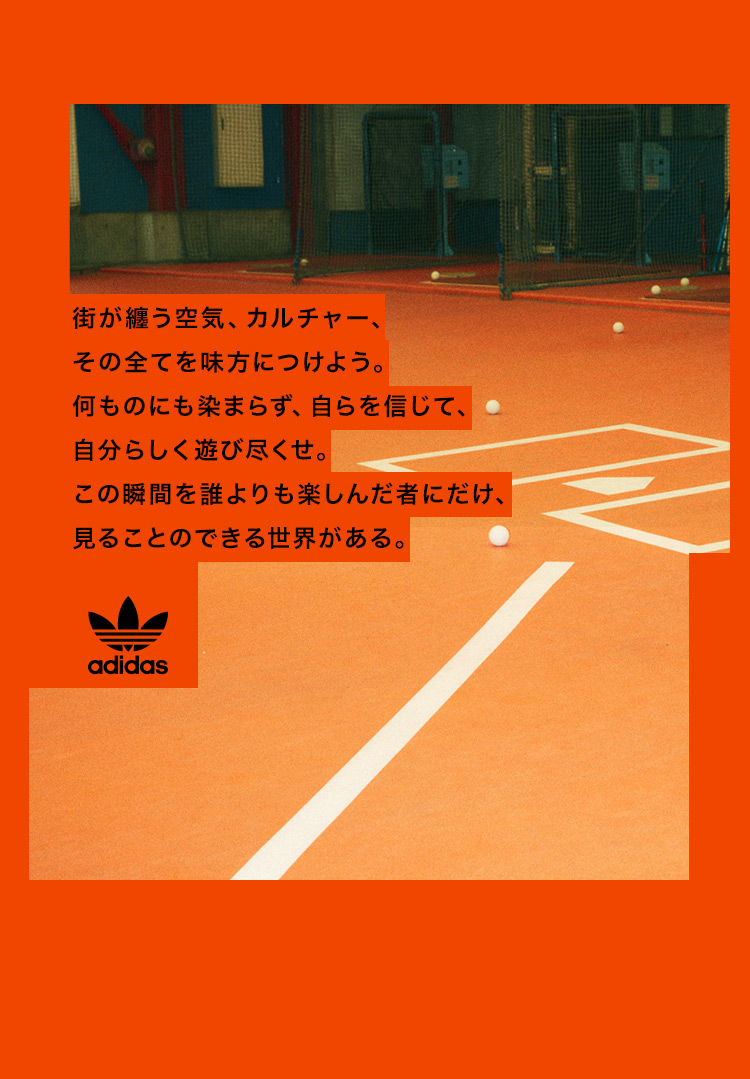 街が纏う空気、カルチャー、
その全てを味方につけよう。
何ものにも染まらず、自らを信じて、
自分らしく遊び尽くせ。
この瞬間を誰よりも楽しんだ者にだけ、
見ることのできる世界がある。
adidas